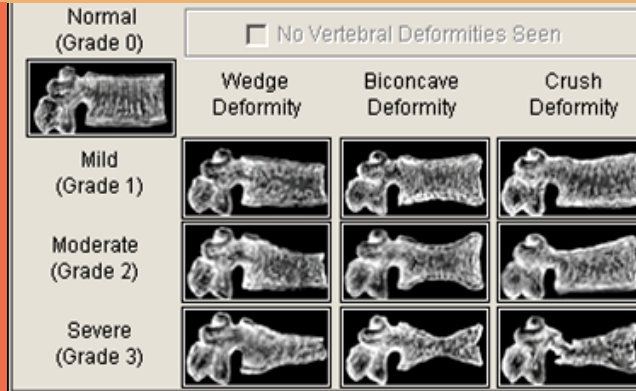 Normal
(Grade 0)
No Vertebral Deformities Seen
Wedge
Deformity
Biconcave
Deformity
Crush
Deformity
Mild
(Grade 1)
Moderate
(Grade 2)
Severe
(Grade 3)